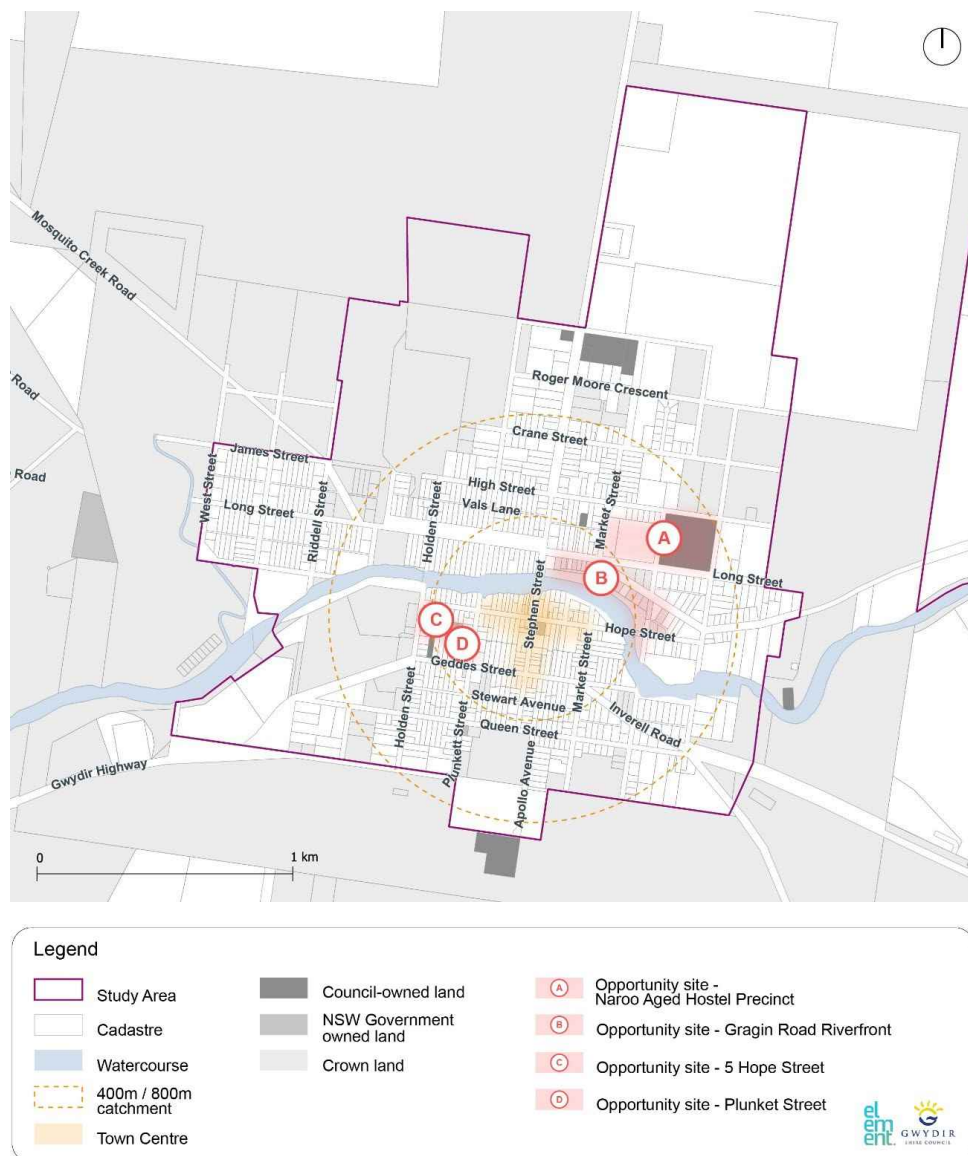 Mosquito Creek Road
Road
Road
Roger Moore Crescent
Crane Street
James Street
West Street
Long Street
Riddell Street
High Street
Vals Lane
Holden Street
Market Street
A
Long Street
B
Stephen Street
C
D
Hope Street
Geddes Street
Market Street
Stewart Avenue
Holden Street
Plunkett Street
Queen Street
Inverell Road
Apollo Avenue
Gwydir Highway
0
1 km
Legend
Study Area
Cadastre
Watercourse
400m / 800m
catchment
Town Centre
Council-owned land
NSW Government
owned land
Crown land
A
Opportunity site -
Naroo Aged Hostel Precinct
B
Opportunity site - Gragin Road Riverfront
C
Opportunity site - 5 Hope Street
D
Opportunity site - Plunket Street
el
em
ent.
GWYDIR
SHIRE COUNCIL